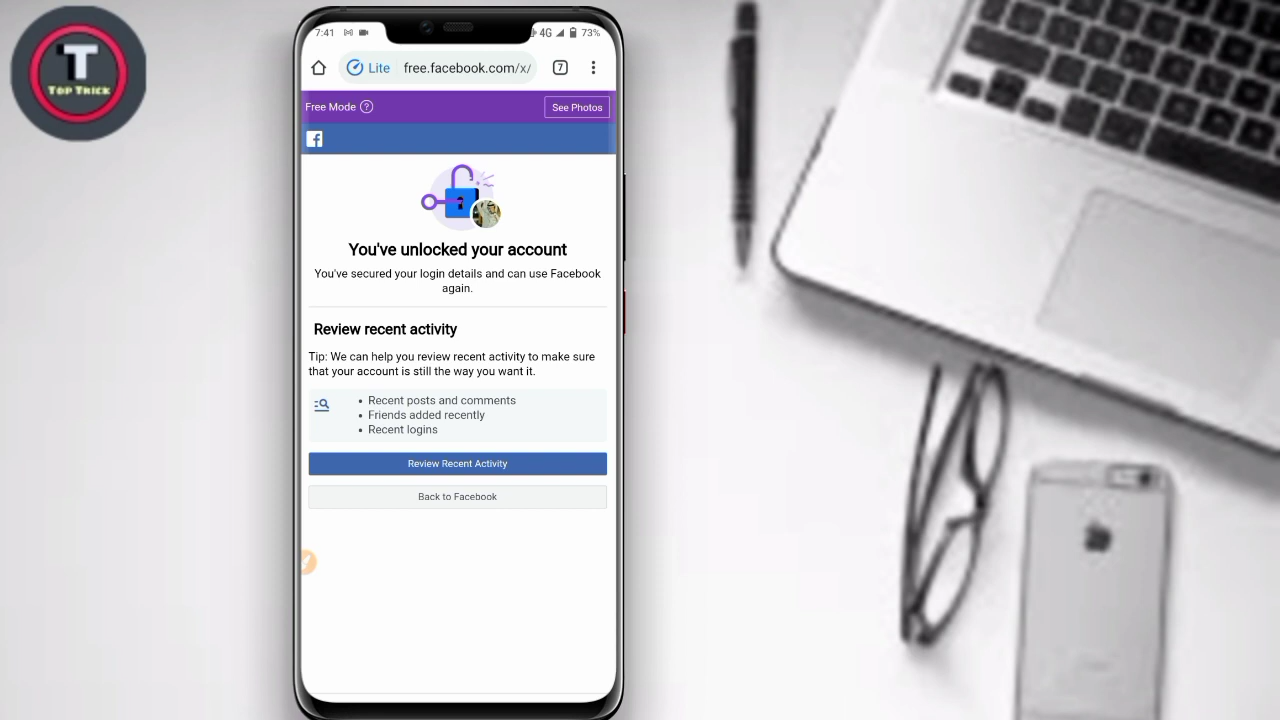 T
TOP TRICK
7:41
4G
73%
Lite
free.facebook.com/x/
7
Free Mode ?
See Photos
f
You've unlocked your account
You've secured your login details and can use Facebook
again.
Review recent activity
Tip: We can help you review recent activity to make sure
that your account is still the way you want it.
• Recent posts and comments
• Friends added recently
• Recent logins
Review Recent Activity
Back to Facebook